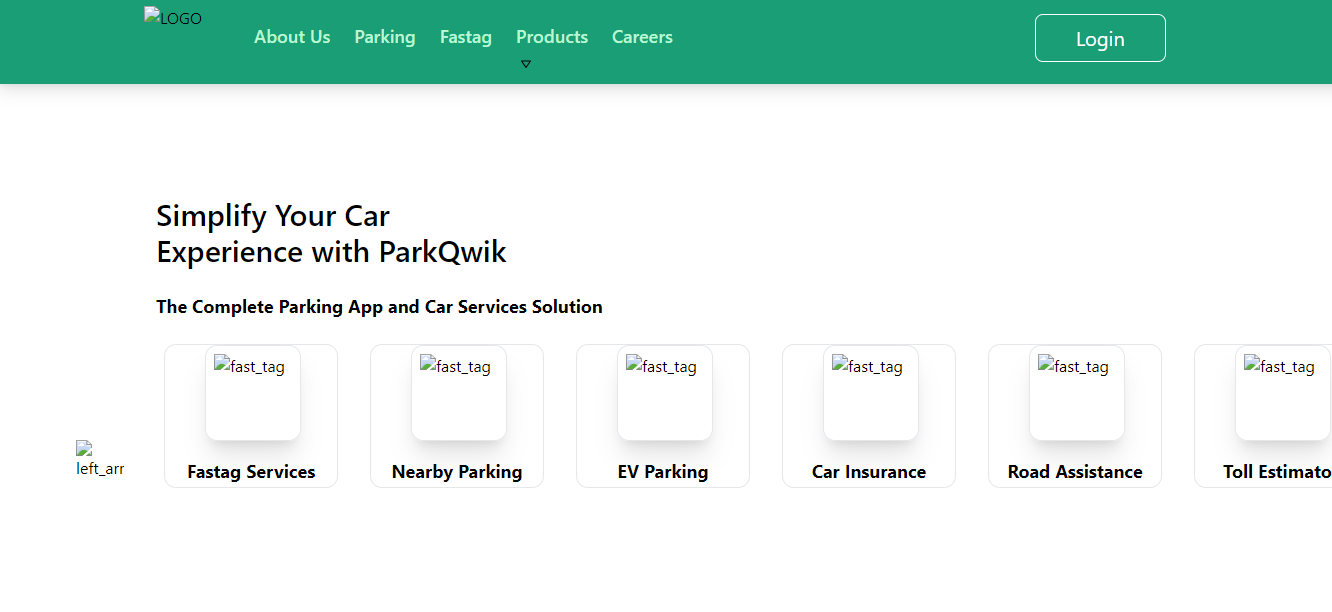 LOGO
About Us Parking Fastag Products Careers
Login
Simplify Your Car
Experience with ParkQwik
The Complete Parking App and Car Services Solution
fast_tag fast_tag fast_tag fast_tag fast_tag fast_tag
left_arr
Fastag Services Nearby Parking EV Parking Car Insurance Road Assistance Toll Estimato